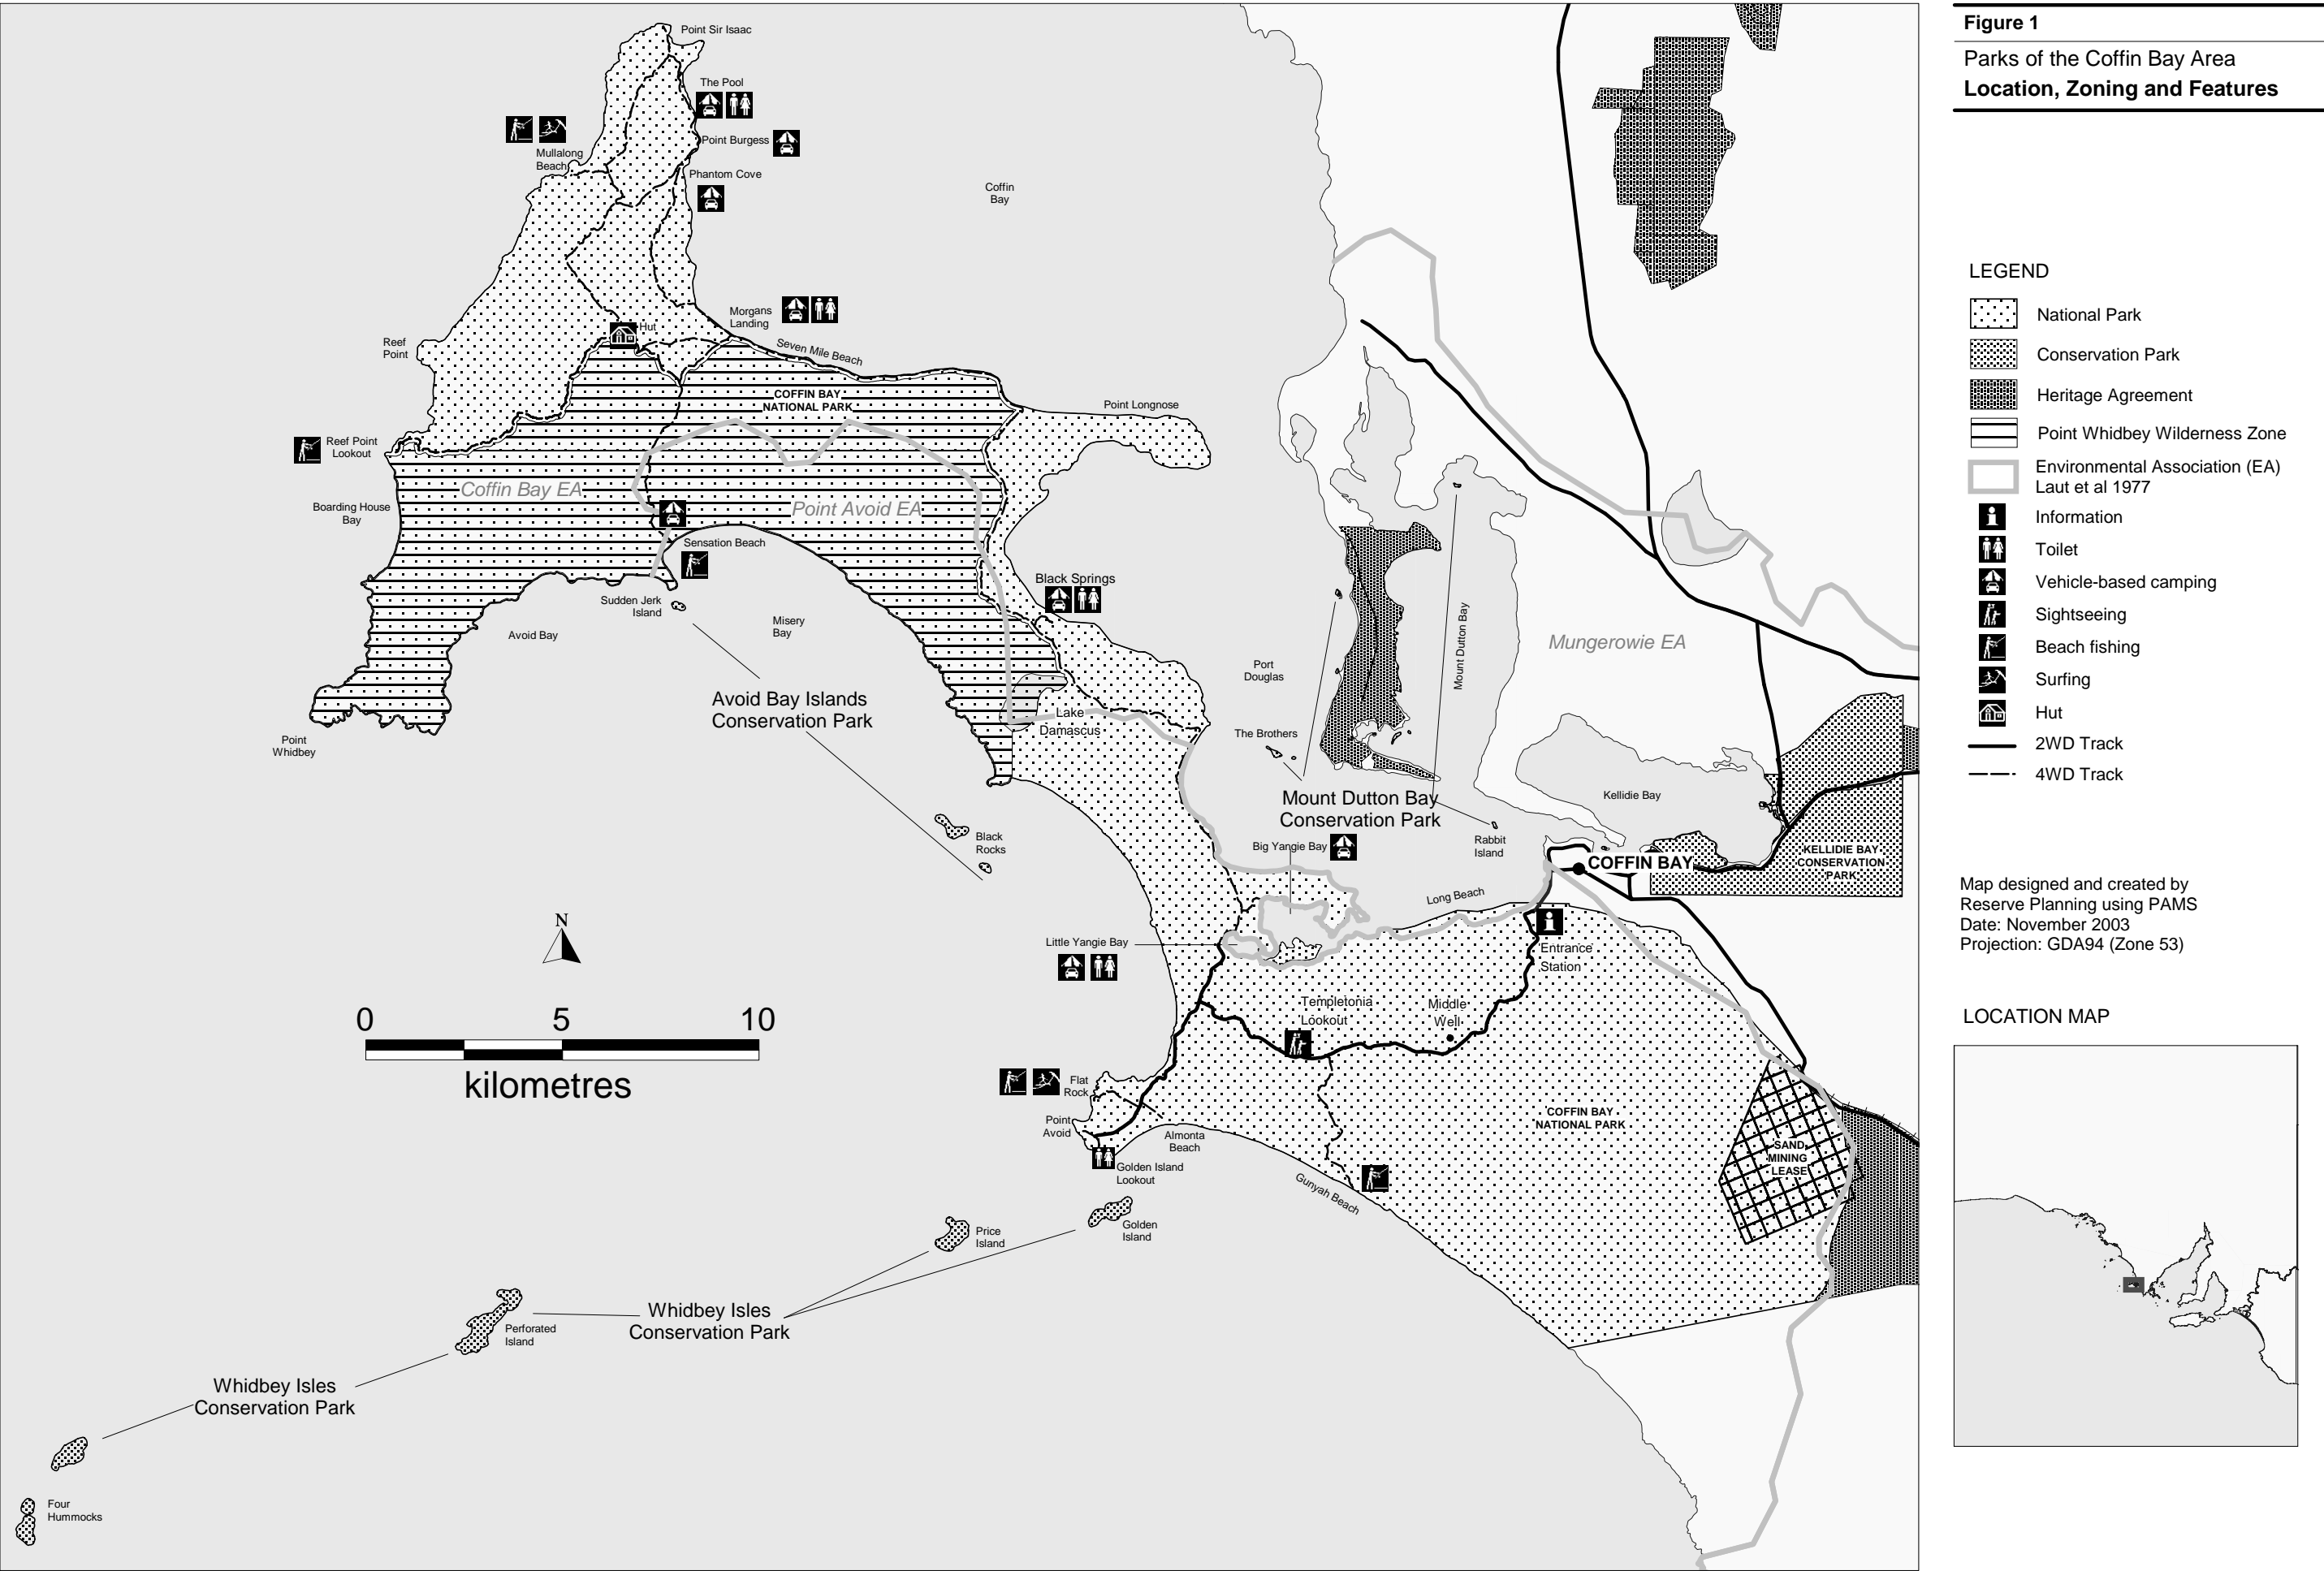 Figure 1
Parks of the Coffin Bay Area
Location, Zoning and Features
LEGEND
National Park
Conservation Park
Heritage Agreement
Point Whidbey Wilderness Zone
Environmental Association (EA)
Laut et al 1977
Information
Toilet
Vehicle-based camping
Sightseeing
Beach fishing
Surfing
Hut
2WD Track
4WD Track
Map designed and created by
Reserve Planning using PAMS
Date: November 2003
Projection: GDA94 (Zone 53)
LOCATION MAP
Point Sir Isaac
The Pool
Point Burgess
Mullalong
Beach
Phantom Cove
Coffin
Bay
Morgans
Landing
Hut
Reef
Point
Seven Mile Beach
COFFIN BAY
NATIONAL PARK
Point Longnose
Reef Point
Lookout
Coffin Bay EA
Point Avoid EA
Boarding House
Bay
Sensation Beach
Black Springs
Sudden Jerk
Island
Avoid Bay
Misery
Bay
Mount Dutton Bay
Mungerowie EA
Port
Douglas
Avoid Bay Islands
Conservation Park
Lake
Damascus
Point
Whidbey
The Brothers
Mount Dutton Bay
Conservation Park
Kellidie Bay
Black
Rocks
Big Yangie Bay
Rabbit
Island
COFFIN BAY
KELLIDIE BAY
CONSERVATION
PARK
Long Beach
N
Little Yangie Bay
Entrance
Station
0 5 10
kilometres
Templetonia
Lookout
Middle
Well
Flat
Rock
Point
Avoid
Almonta
Beach
COFFIN BAY
NATIONAL PARK
SAND
MINING
LEASE
Golden Island
Lookout
Gunyah Beach
Golden
Island
Price
Island
Whidbey Isles
Conservation Park
Perforated
Island
Whidbey Isles
Conservation Park
Four
Hummocks